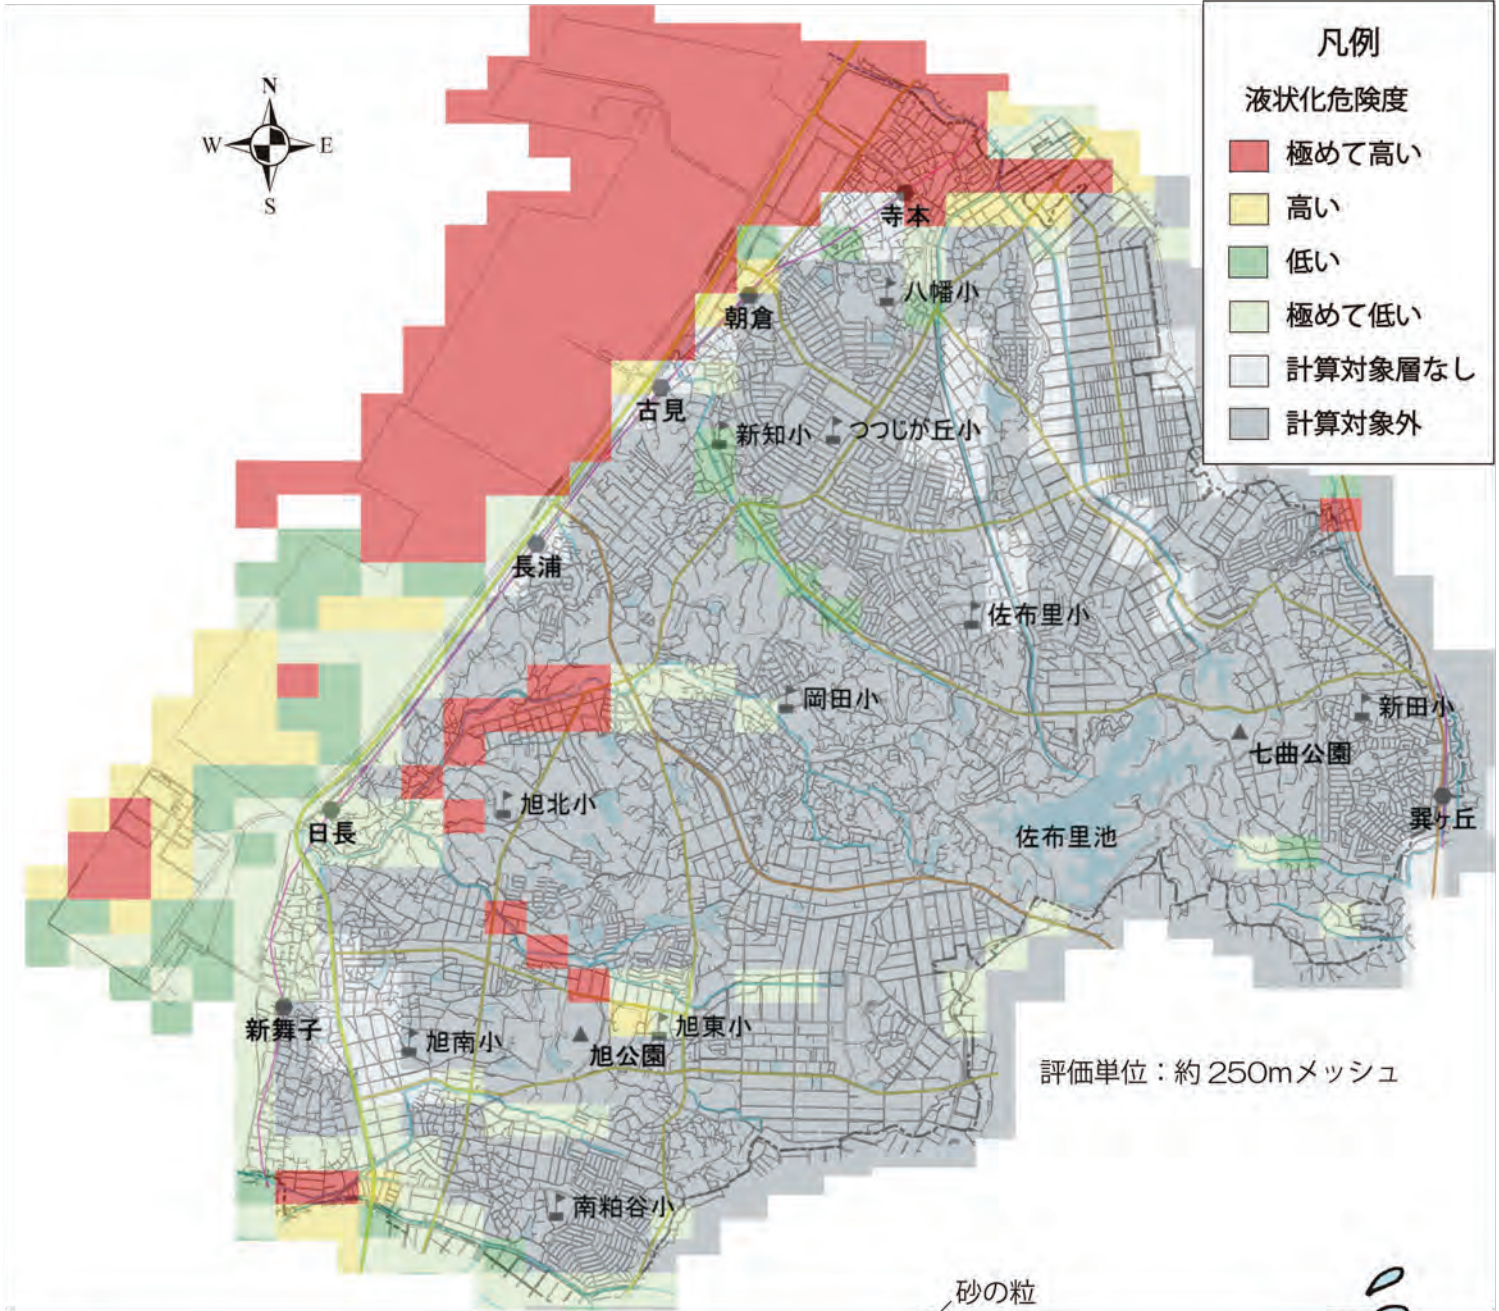 凡例
液状化危険度
極めて高い
高い
低い
極めて低い
計算対象層なし
計算対象外
N
W
E
S
寺本
八幡小
朝倉
古見
新知小
つつじが丘小
長浦
佐布里小
岡田小
新田小
七曲公園
旭北小
巽ヶ丘
日長
佐布里池
新舞子
旭南小
旭東小
旭公園
評価単位：約250mメッシュ
南粕谷小
砂の粒